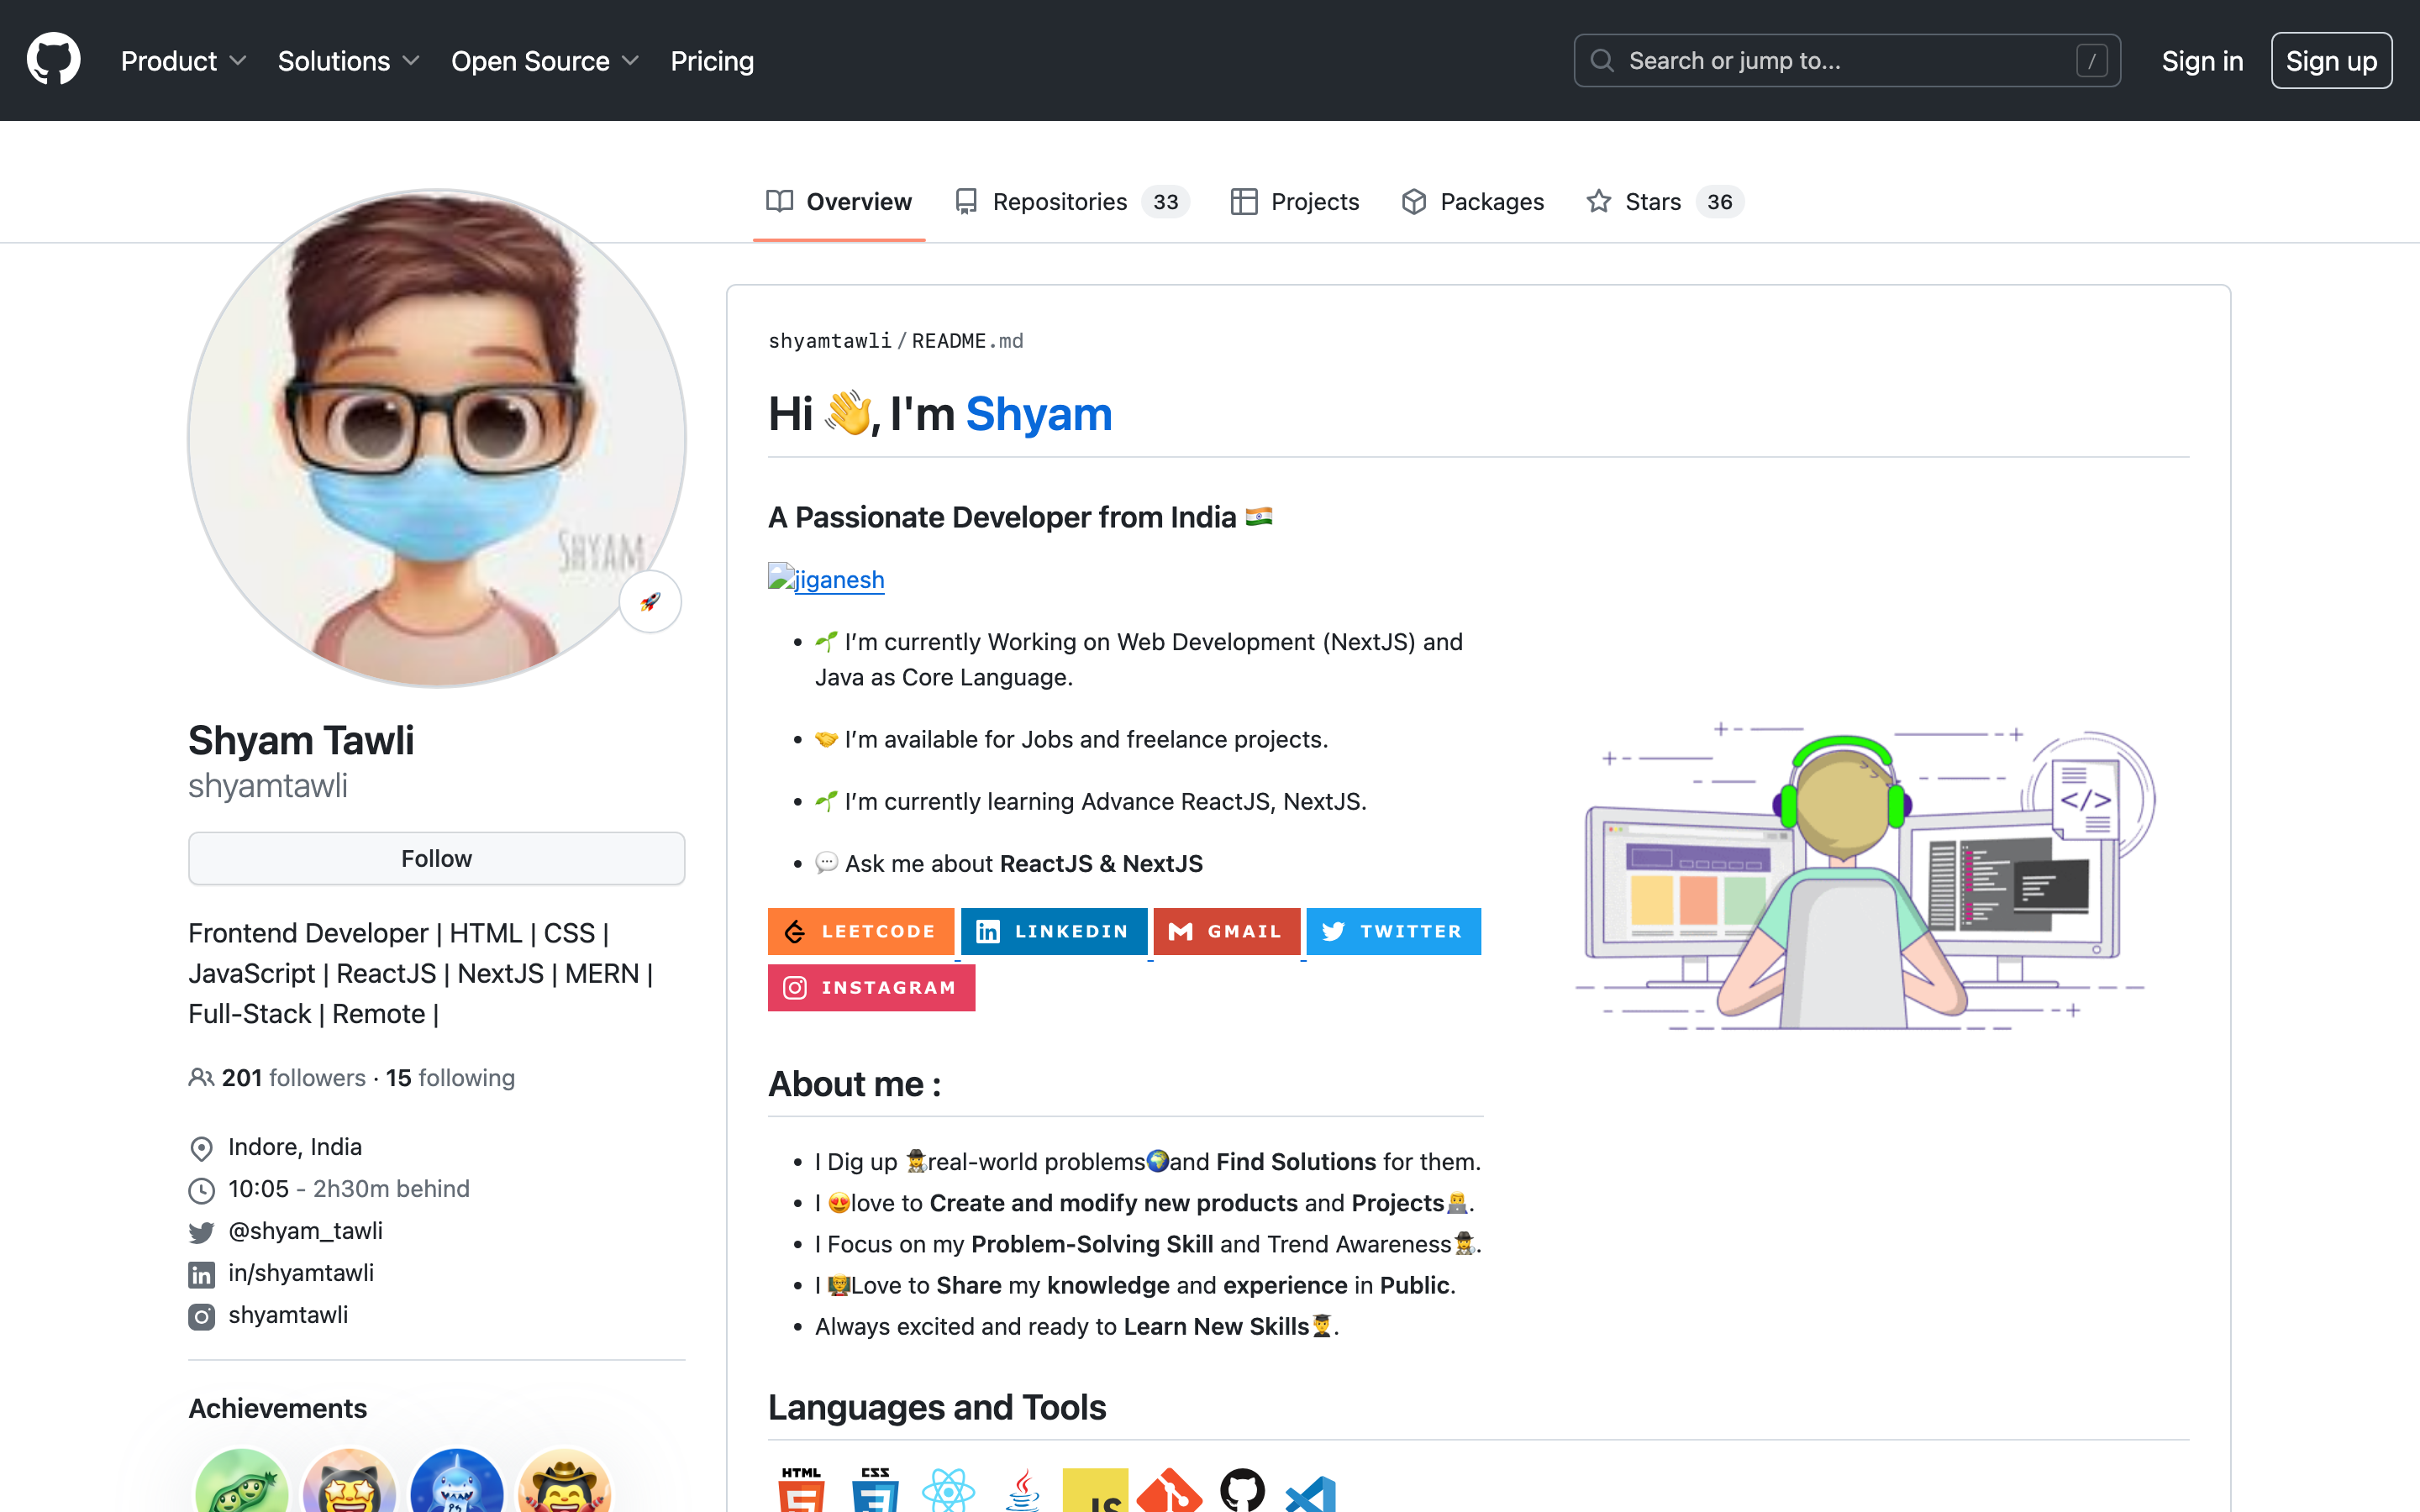 Product Solutions Open Source Pricing Search or jump to... / Sign in Sign up
Overview Repositories 33 Projects Packages Stars 36
SHYAM
Shyam Tawli
shyamtawli
Follow
Frontend Developer | HTML | CSS |
JavaScript | ReactJS | NextJS | MERN |
Full-Stack | Remote |
201 followers · 15 following
Indore, India
10:05 - 2h30m behind
@shyam_tawli
in/shyamtawli
shyamtawli
Achievements
shyamtawli/README.md
Hi 👋, I'm Shyam
A Passionate Developer from India 🇮🇳
jiganesh
• 🌱 I’m currently Working on Web Development (NextJS) and
Java as Core Language.
• 🤝 I’m available for Jobs and freelance projects.
• 🌱 I’m currently learning Advance ReactJS, NextJS.
• 💬 Ask me about ReactJS & NextJS
LEETCODE LINKEDIN GMAIL TWITTER
INSTAGRAM
</>
About me :
• I Dig up 🕵️real-world problems🌍and Find Solutions for them.
• I 😍love to Create and modify new products and Projects👨‍💻.
• I Focus on my Problem-Solving Skill and Trend Awareness🕵️.
• I 👨‍🏫Love to Share my knowledge and experience in Public.
• Always excited and ready to Learn New Skills👨‍🎓.
Languages and Tools
HTML CSS JS